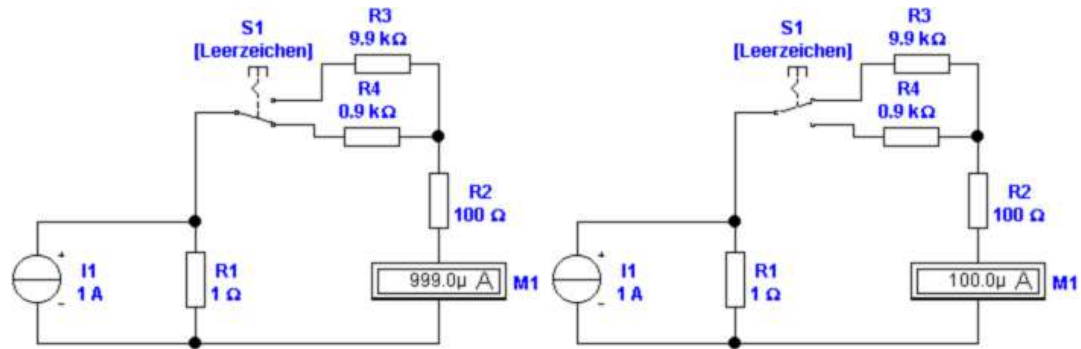 S1
[Leerzeichen]
R3
9.9 kΩ
R4
0.9 kΩ
R2
100 Ω
I1
1 A
R1
1 Ω
999.0µ A
M1
S1
[Leerzeichen]
R3
9.9 kΩ
R4
0.9 kΩ
R2
100 Ω
I1
1 A
R1
1 Ω
100.0µ A
M1